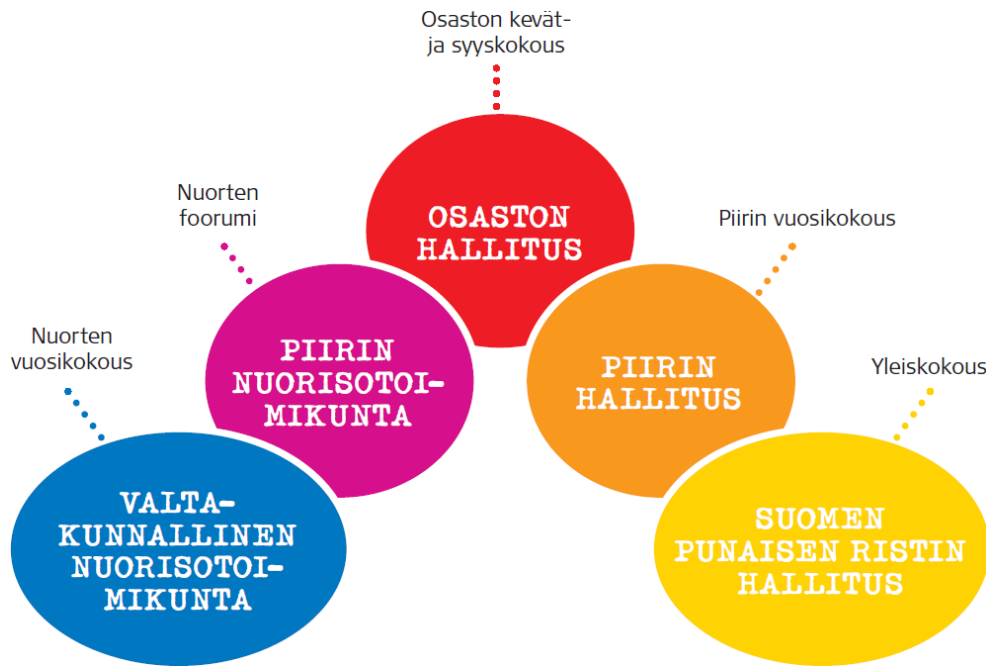 Osaston kevät-
ja syyskokous
OSASTON
HALLITUS
Nuorten
foorumi
PIIRIN
NUORISOTOI-
MIKUNTA
Piirin vuosikokous
PIIRIN
HALLITUS
Nuorten
vuosikokous
VALTA-
KUNNALLINEN
NUORISOTOI-
MIKUNTA
Yleiskokous
SUOMEN
PUNAISEN RISTIN
HALLITUS